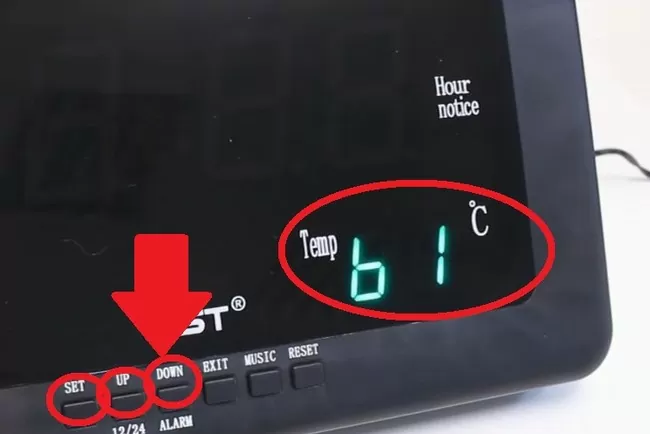 Hour
notice
Temp b1 °C
ST®
SET UP DOWN EXIT MUSIC RESET
12/24 ALARM